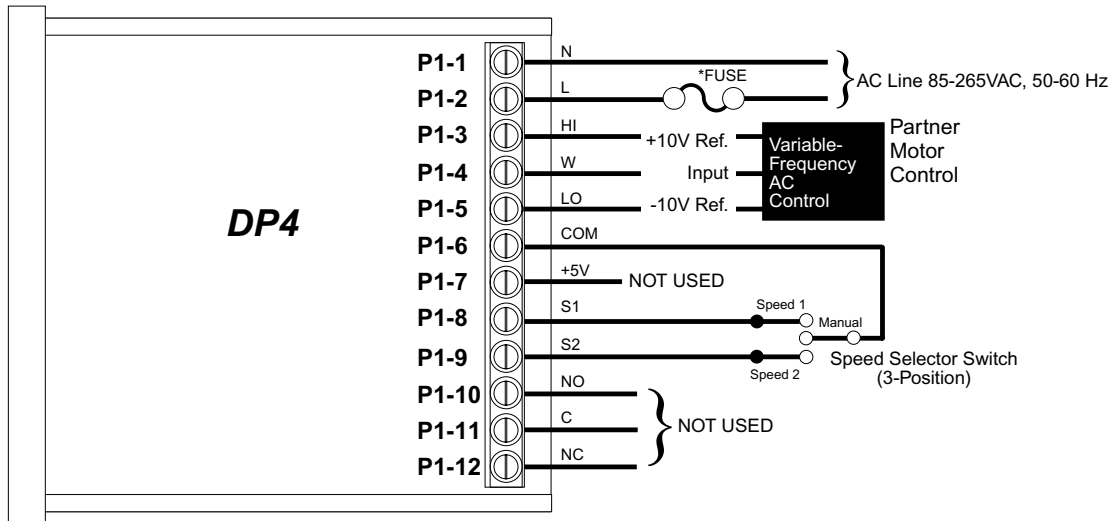 DP4
P1-1 N
P1-2 L *FUSE
AC Line 85-265VAC, 50-60 Hz
P1-3 HI +10V Ref.
P1-4 W Input
P1-5 LO -10V Ref.
Variable-
Frequency
AC
Control
Partner
Motor
Control
P1-6 COM
P1-7 +5V NOT USED
P1-8 S1 Speed 1
Manual
P1-9 S2 Speed 2
Speed Selector Switch
(3-Position)
P1-10 NO
P1-11 C NOT USED
P1-12 NC